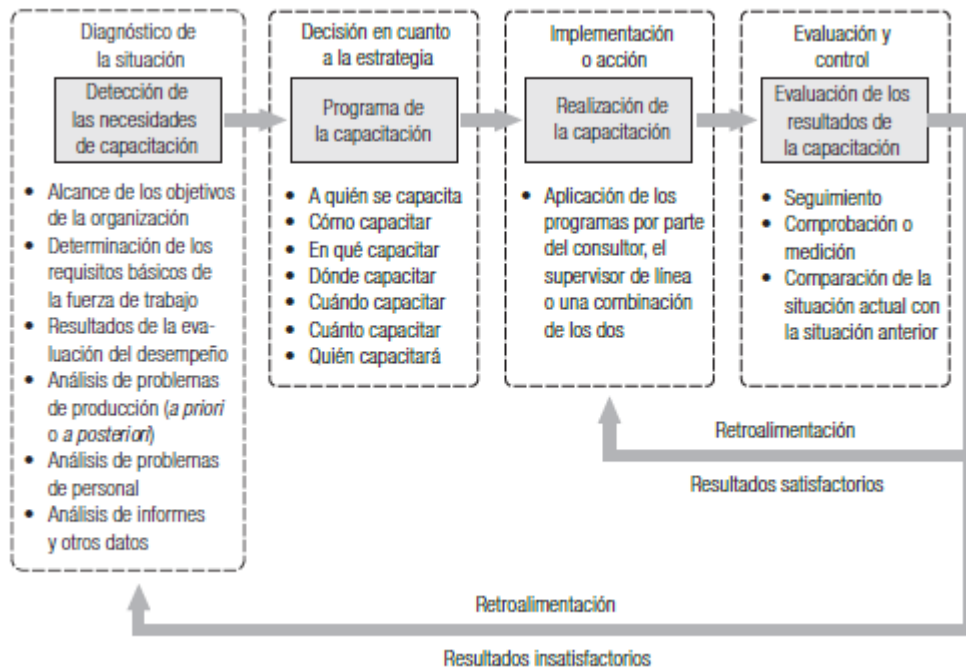 Diagnóstico de
la situación
Detección de
las necesidades
de capacitación
• Alcance de los objetivos
de la organización
• Determinación de los
requisitos básicos de
la fuerza de trabajo
• Resultados de la eva-
luación del desempeño
• Análisis de problemas
de producción (a priori
o a posteriori)
• Análisis de problemas
de personal
• Análisis de informes
y otros datos
Decisión en cuanto
a la estrategia
Programa de
la capacitación
• A quién se capacita
• Cómo capacitar
• En qué capacitar
• Dónde capacitar
• Cuándo capacitar
• Cuánto capacitar
• Quién capacitará
Implementación
o acción
Realización de
la capacitación
• Aplicación de los
programas por parte
del consultor, el
supervisor de línea
o una combinación
de los dos
Evaluación y
control
Evaluación de los
resultados de
la capacitación
• Seguimiento
• Comprobación o
medición
• Comparación de la
situación actual con
la situación anterior
Retroalimentación
Resultados satisfactorios
Retroalimentación
Resultados insatisfactorios